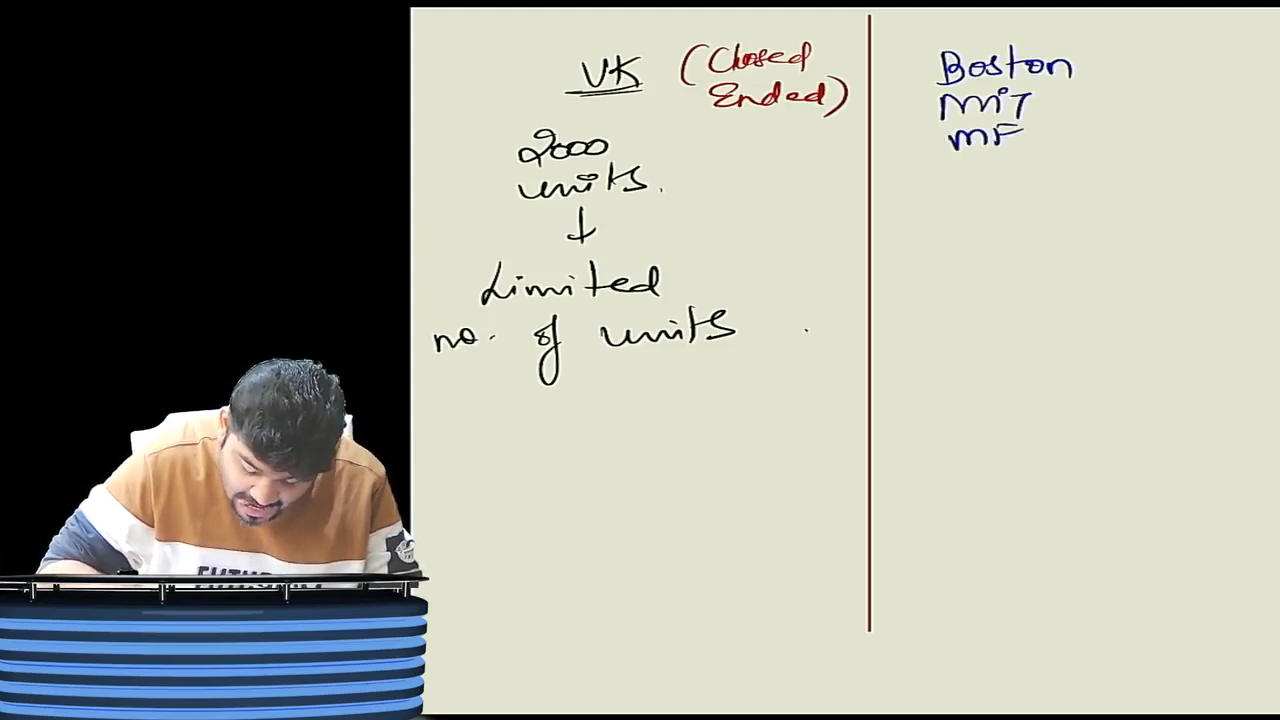 UK (Closed
Ended)
2000
units.
Limited
no. of units
Boston
MIT
MF